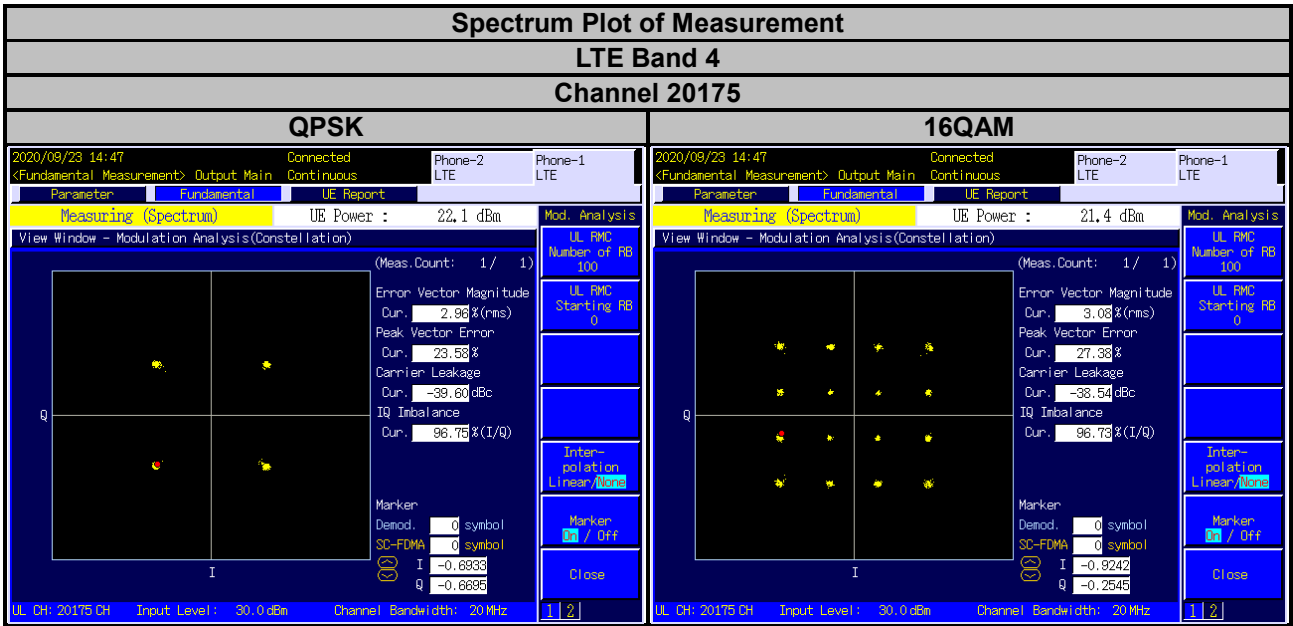 Spectrum Plot of Measurement
LTE Band 4
Channel 20175
QPSK
16QAM
2020/09/23 14:47
Connected
Phone-2
Phone-1
<Fundamental Measurement> Output Main Continuous
LTE
LTE
Parameter
Fundamental
UE Report
Measuring (Spectrum)
UE Power : 22.1 dBm
Mod. Analysis
View Window - Modulation Analysis(Constellation)
UL RMC
Number of RB
100
(Meas.Count: 1/ 1)
Error Vector Magnitude
Cur. 2.96 %(rms)
UL RMC
Starting RB
0
Peak Vector Error
Cur. 23.58 %
Carrier Leakage
Cur. -39.60 dBc
IQ Imbalance
Cur. 96.75 %(I/Q)
Q
Inter-
polation
Linear/None
Marker
Demod. 0 symbol
SC-FDMA 0 symbol
I -0.6933
Q -0.6695
Marker
On / Off
I
Close
UL CH: 20175 CH Input Level: 30.0 dBm Channel Bandwidth: 20 MHz
1 2
2020/09/23 14:47
Connected
Phone-2
Phone-1
<Fundamental Measurement> Output Main Continuous
LTE
LTE
Parameter
Fundamental
UE Report
Measuring (Spectrum)
UE Power : 21.4 dBm
Mod. Analysis
View Window - Modulation Analysis(Constellation)
UL RMC
Number of RB
100
(Meas.Count: 1/ 1)
Error Vector Magnitude
Cur. 3.08 %(rms)
UL RMC
Starting RB
0
Peak Vector Error
Cur. 27.38 %
Carrier Leakage
Cur. -38.54 dBc
IQ Imbalance
Cur. 96.73 %(I/Q)
Q
Inter-
polation
Linear/None
Marker
Demod. 0 symbol
SC-FDMA 0 symbol
I -0.9242
Q -0.2545
Marker
On / Off
I
Close
UL CH: 20175 CH Input Level: 30.0 dBm Channel Bandwidth: 20 MHz
1 2